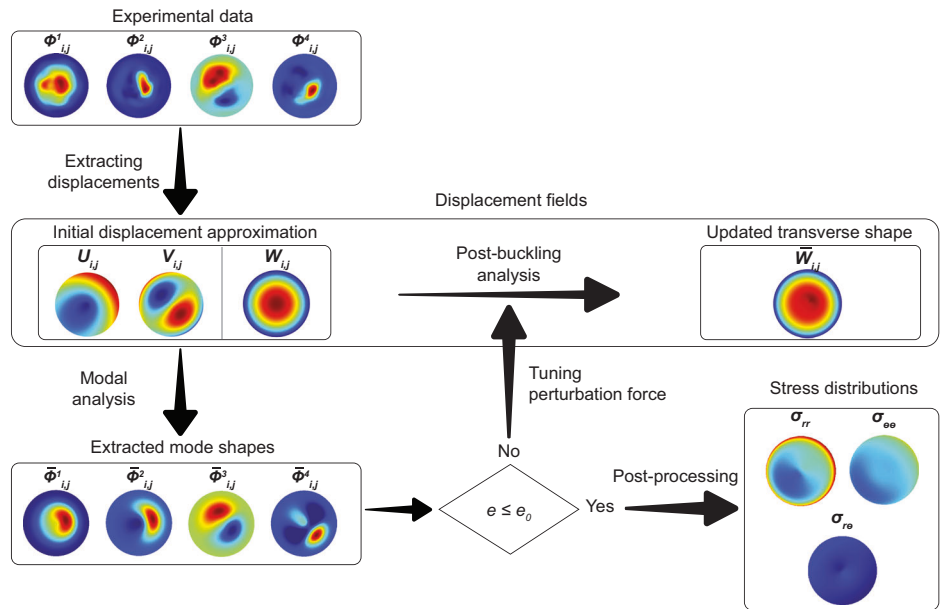 Experimental data
Φ¹i,j Φ²i,j Φ³i,j Φ⁴i,j
Extracting
displacements
Displacement fields
Initial displacement approximation
Updated transverse shape
Ui,j Vi,j Wi,j
Post-buckling
analysis
W̅i,j
Modal
analysis
Tuning
perturbation force
Stress distributions
Extracted mode shapes
No
σrr σɵɵ
Φ̅¹i,j Φ̅²i,j Φ̅³i,j Φ̅⁴i,j
e ≤ e₀
Yes
Post-processing
σrɵ